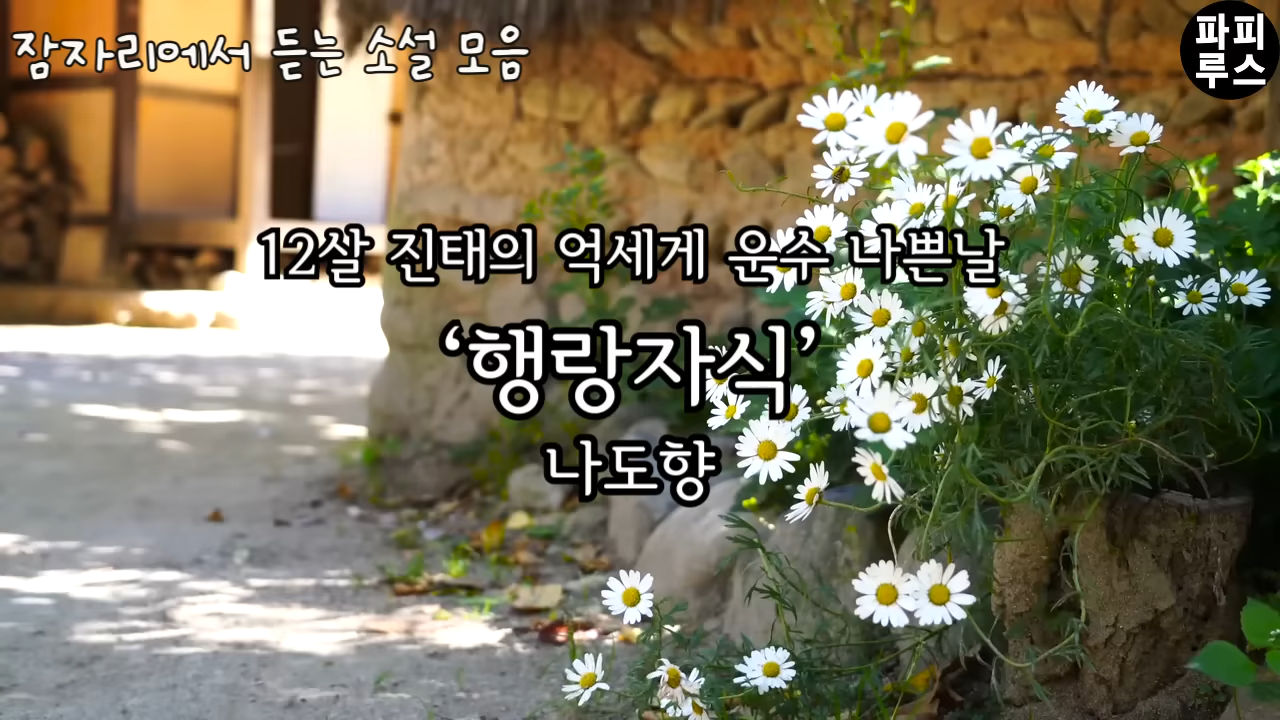 잠자리에서 듣는 소설 모음
파피
루스
12살 진태의 억세게 운수 나쁜날
‘행랑자식’
나도향